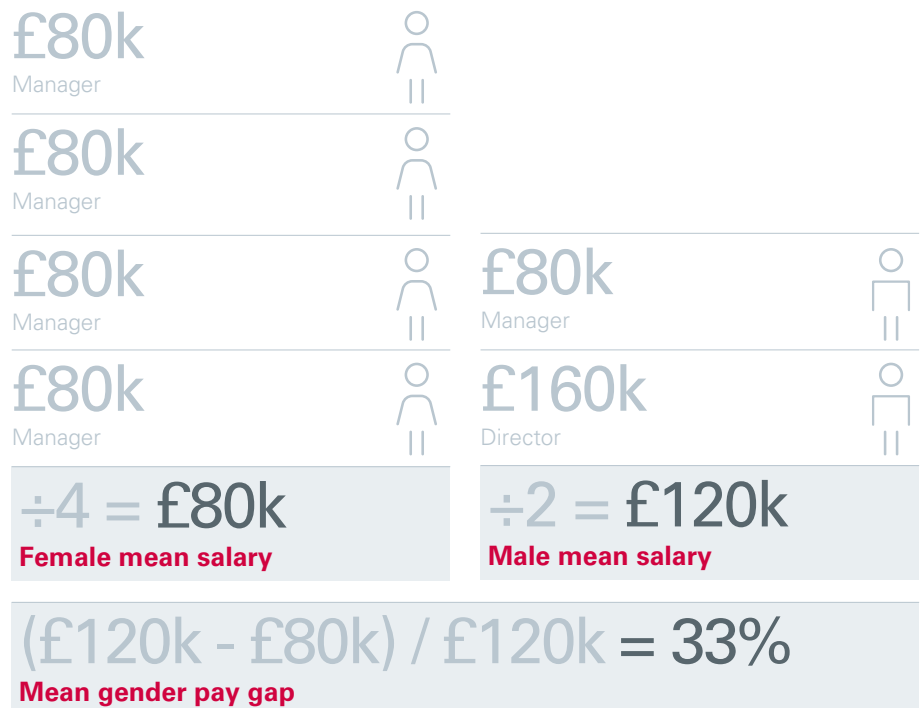 £80k
Manager
£80k
Manager
£80k
Manager
£80k
Manager
÷4 = £80k
Female mean salary
£80k
Manager
£160k
Director
÷2 = £120k
Male mean salary
(£120k - £80k) / £120k = 33%
Mean gender pay gap